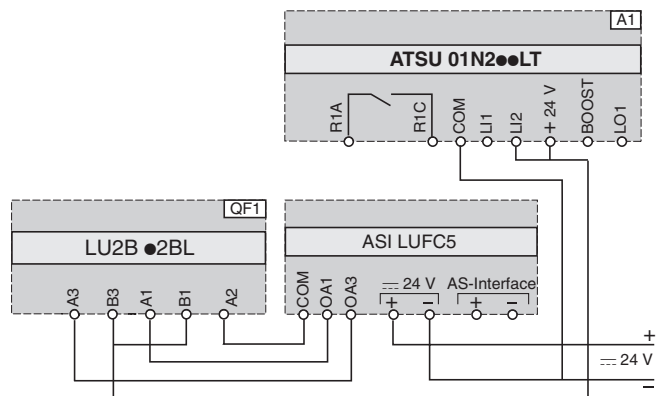 A1
ATSU 01N2●●LT
R1A
R1C
COM
LI1
LI2
+ 24 V
BOOST
LO1
QF1
LU2B ●2BL
ASI LUFC5
A3
B3
A1
B1
A2
COM
OA1
OA3
⎓ 24 V
+
–
AS-Interface
+
–
+
⎓ 24 V
–